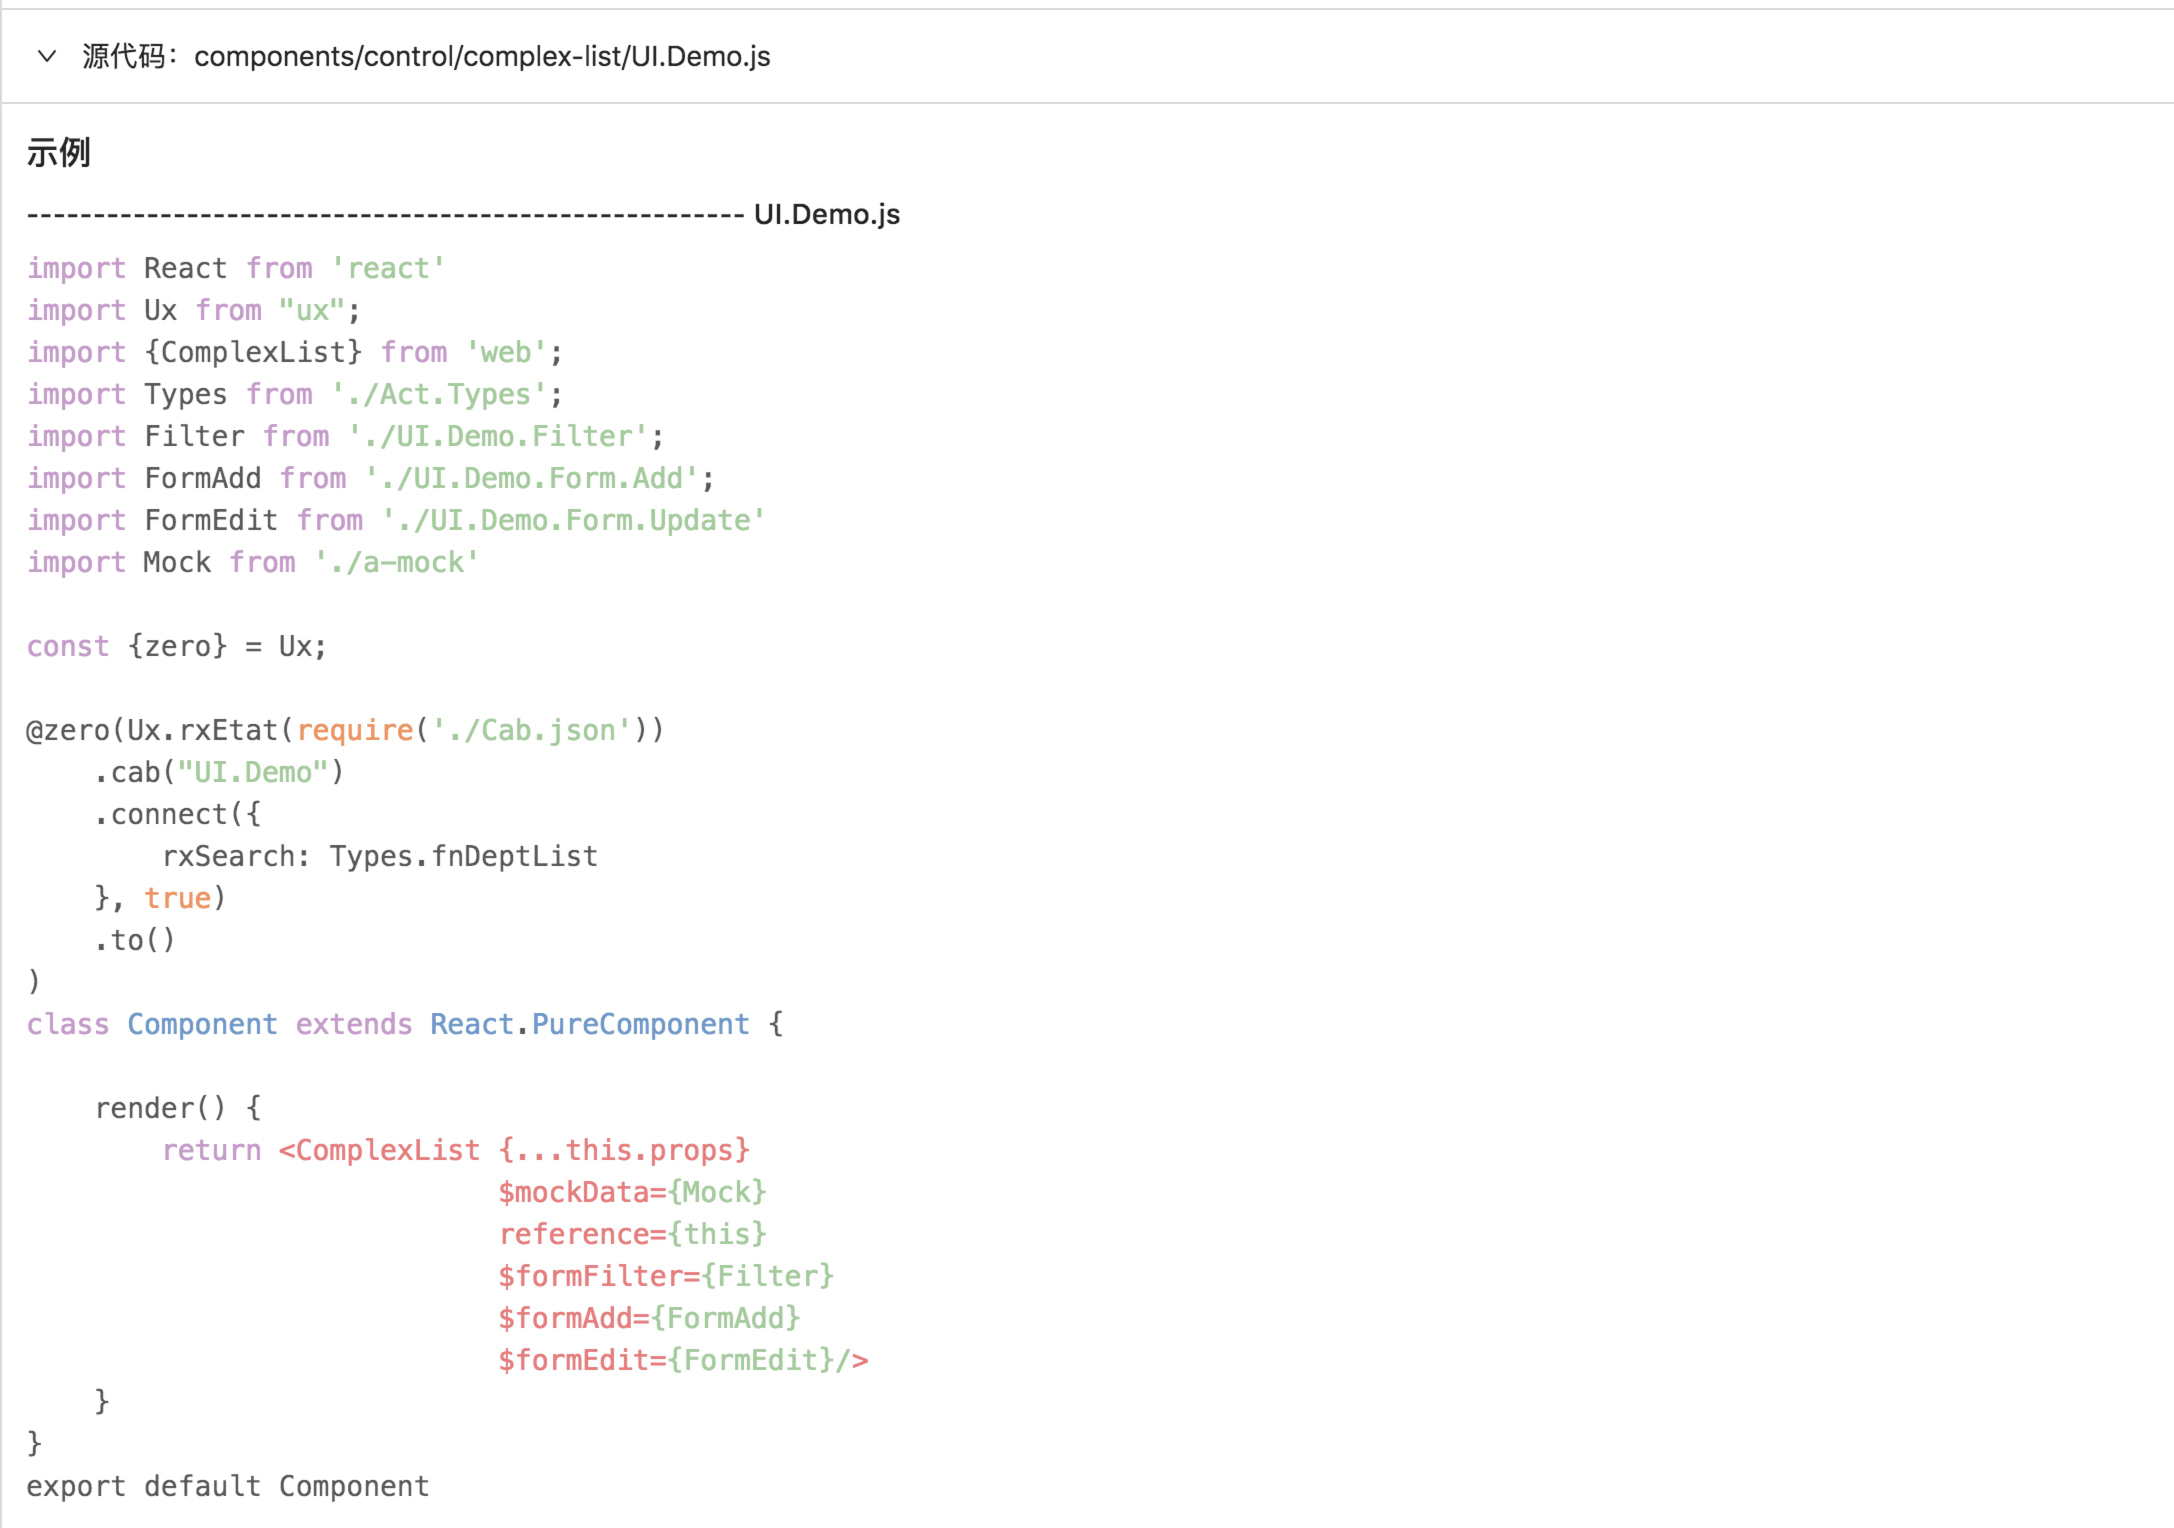 源代码：components/control/complex-list/UI.Demo.js
示例
------------------------------------------------------ UI.Demo.js
import React from 'react'
import Ux from "ux";
import {ComplexList} from 'web';
import Types from './Act.Types';
import Filter from './UI.Demo.Filter';
import FormAdd from './UI.Demo.Form.Add';
import FormEdit from './UI.Demo.Form.Update'
import Mock from './a-mock'

const {zero} = Ux;

@zero(Ux.rxEtat(require('./Cab.json'))
    .cab("UI.Demo")
    .connect({
        rxSearch: Types.fnDeptList
    }, true)
    .to()
)
class Component extends React.PureComponent {

    render() {
        return <ComplexList {...this.props}
                            $mockData={Mock}
                            reference={this}
                            $formFilter={Filter}
                            $formAdd={FormAdd}
                            $formEdit={FormEdit}/>
    }
}
export default Component